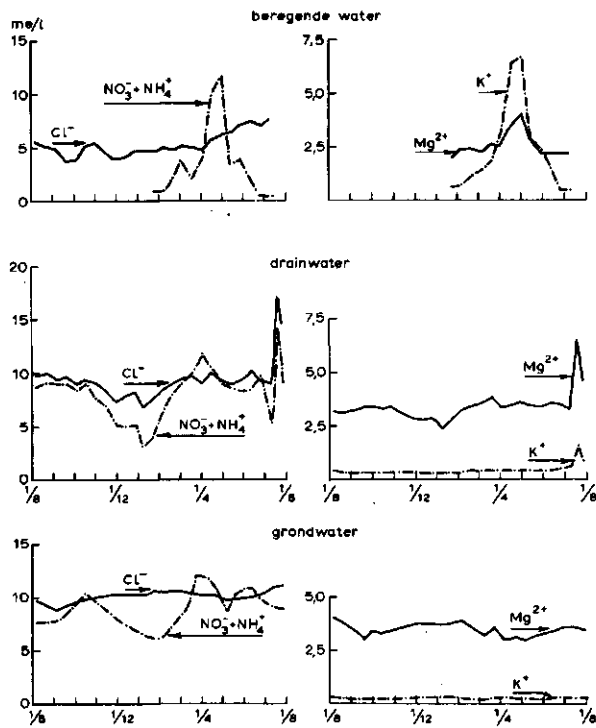 beregende water
me/l
15
10
5
0
NO₃⁻+NH₄⁺
Cl⁻
7,5
5,0
2,5
K⁺
Mg²⁺
drainwater
20
15
10
5
0
Cl⁻
NO₃⁻+NH₄⁺
1/8 1/12 1/4 1/8
7,5
5,0
2,5
Mg²⁺
K⁺
1/8 1/12 1/4 1/8
grondwater
15
10
5
0
Cl⁻
NO₃⁻+NH₄⁺
1/8 1/12 1/4 1/8
5,0
2,5
Mg²⁺
K⁺
1/8 1/12 1/4 1/8